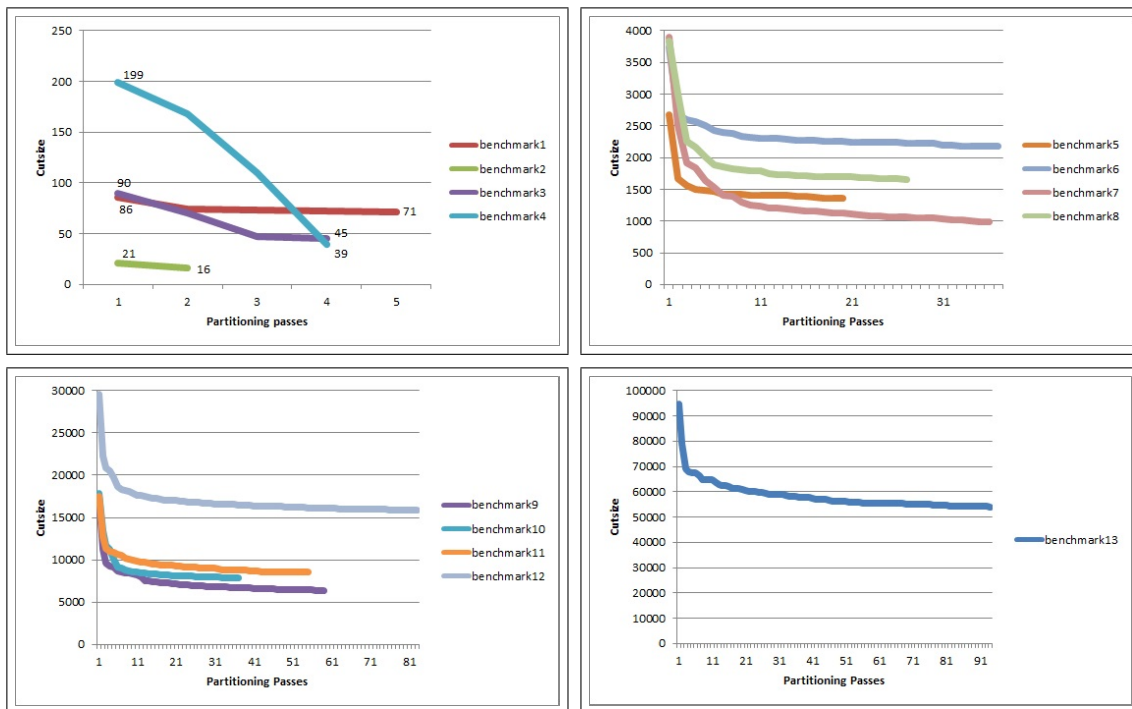 250
200
150
100
50
0
Cutsize
199
90
86
21
16
45
39
71
1 2 3 4 5
Partitioning passes
benchmark1
benchmark2
benchmark3
benchmark4
4000
3500
3000
2500
2000
1500
1000
500
0
Cutsize
1 11 21 31
Partitioning Passes
benchmark5
benchmark6
benchmark7
benchmark8
30000
25000
20000
15000
10000
5000
0
Cutsize
1 11 21 31 41 51 61 71 81
Partitioning Passes
benchmark9
benchmark10
benchmark11
benchmark12
100000
90000
80000
70000
60000
50000
40000
30000
20000
10000
0
Cutsize
1 11 21 31 41 51 61 71 81 91
Partitioning Passes
benchmark13